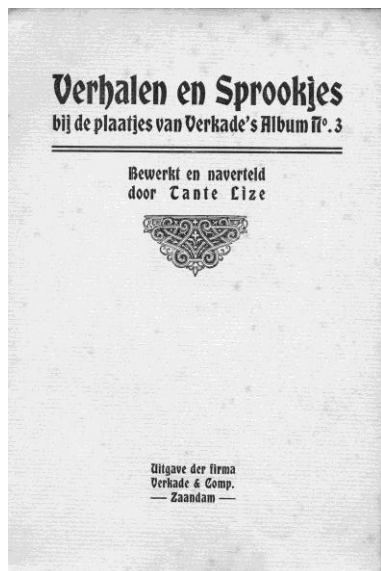 Verhalen en Sprookjes
bij de plaatjes van Verkade's Album No. 3
Bewerkt en naverteld
door Tante Lize
Uitgave der firma
Verkade & Comp.
— Zaandam —